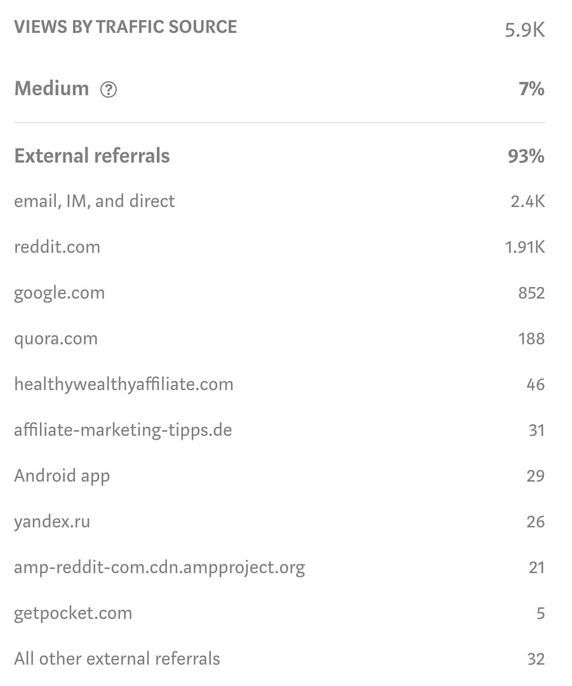 VIEWS BY TRAFFIC SOURCE 5.9K
Medium ? 7%
External referrals 93%
email, IM, and direct 2.4K
reddit.com 1.91K
google.com 852
quora.com 188
healthywealthyaffiliate.com 46
affiliate-marketing-tipps.de 31
Android app 29
yandex.ru 26
amp-reddit-com.cdn.ampproject.org 21
getpocket.com 5
All other external referrals 32